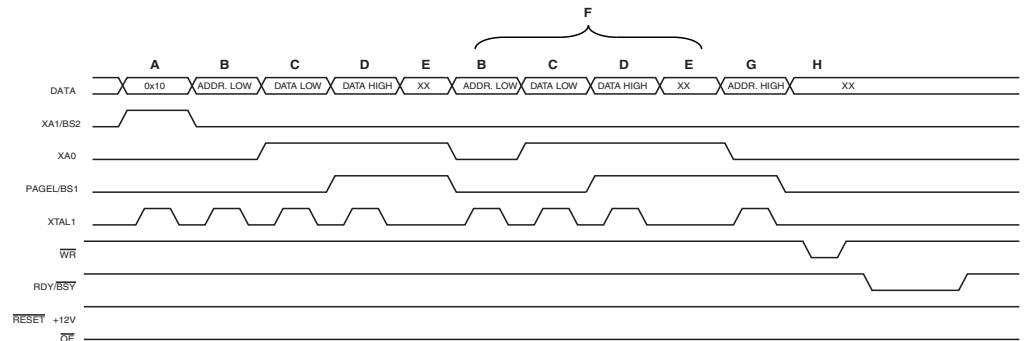 F
A B C D E B C D E G H
DATA 0x10 ADDR. LOW DATA LOW DATA HIGH XX ADDR. LOW DATA LOW DATA HIGH XX ADDR. HIGH XX
XA1/BS2
XA0
PAGEL/BS1
XTAL1
WR
RDY/BSY
RESET +12V
OE